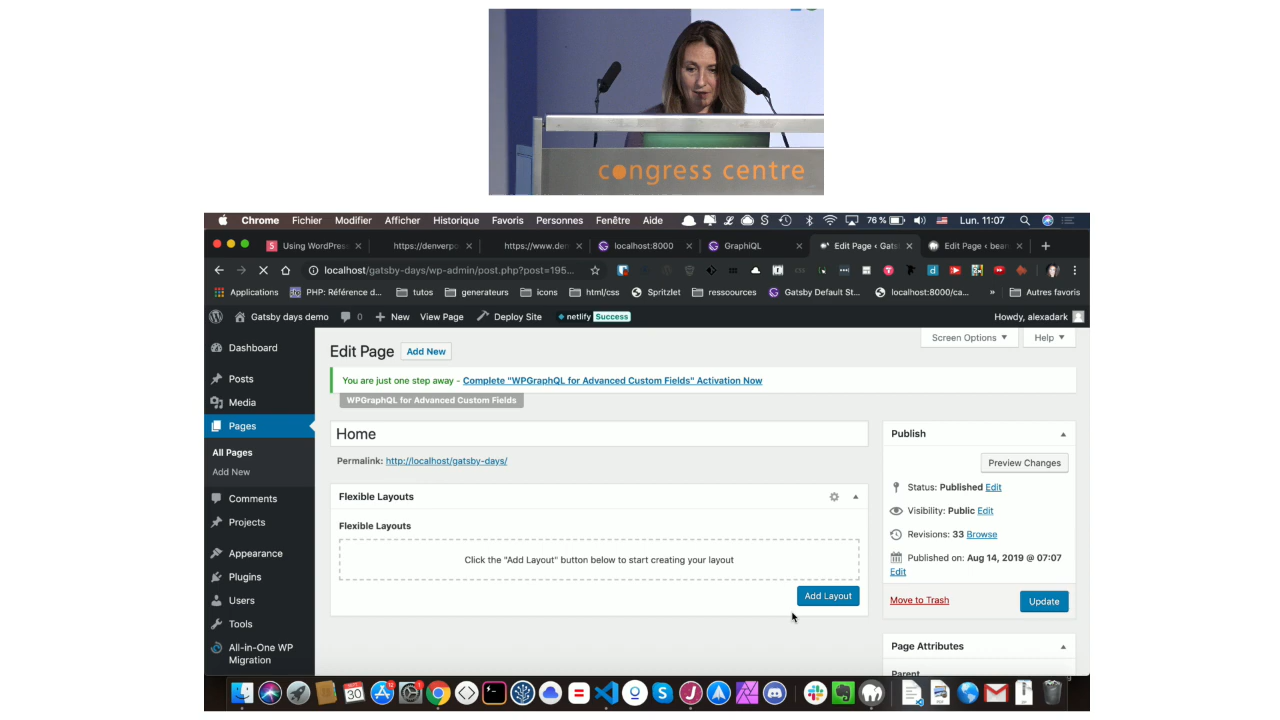 congress centre
Chrome Fichier Modifier Afficher Historique Favoris Personnes Fenêtre Aide 76 % Lun. 11:07
Using WordPress https://denverpo https://www.den localhost:8000 GraphiQL Edit Page ‹ Gats Edit Page ‹ bear
localhost/gatsby-days/wp-admin/post.php?post=195...
Applications PHP: Référence d... tutos generateurs icons html/css Spritzlet ressoources Gatsby Default St... localhost:8000/ca... » Autres favoris
Gatsby days demo 0 New View Page Deploy Site netlify Success Howdy, alexadark
Screen Options Help
Dashboard
Posts
Media
Pages
All Pages
Add New
Comments
Projects
Appearance
Plugins
Users
Tools
All-in-One WP
Migration
Edit Page Add New
You are just one step away - Complete "WPGraphQL for Advanced Custom Fields" Activation Now
WPGraphQL for Advanced Custom Fields
Home
Permalink: http://localhost/gatsby-days/
Flexible Layouts
Flexible Layouts
Click the "Add Layout" button below to start creating your layout
Add Layout
Publish
Preview Changes
Status: Published Edit
Visibility: Public Edit
Revisions: 33 Browse
Published on: Aug 14, 2019 @ 07:07
Edit
Move to Trash Update
Page Attributes
Parent
30